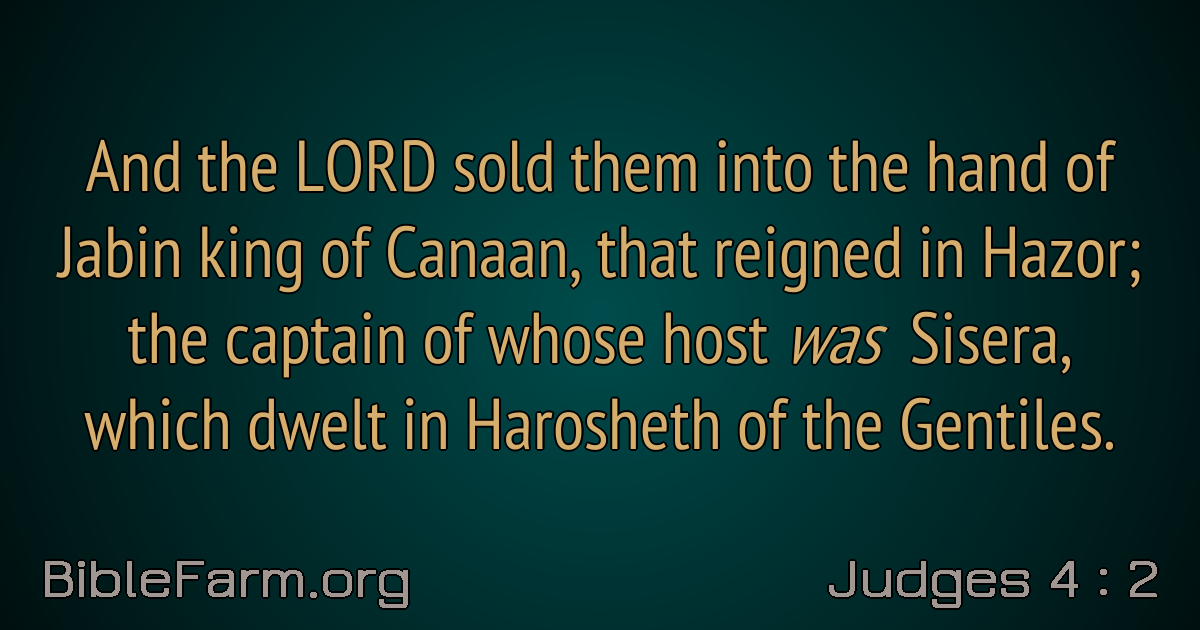 And the LORD sold them into the hand of
Jabin king of Canaan, that reigned in Hazor;
the captain of whose host was Sisera,
which dwelt in Harosheth of the Gentiles.
BibleFarm.org
Judges 4 : 2